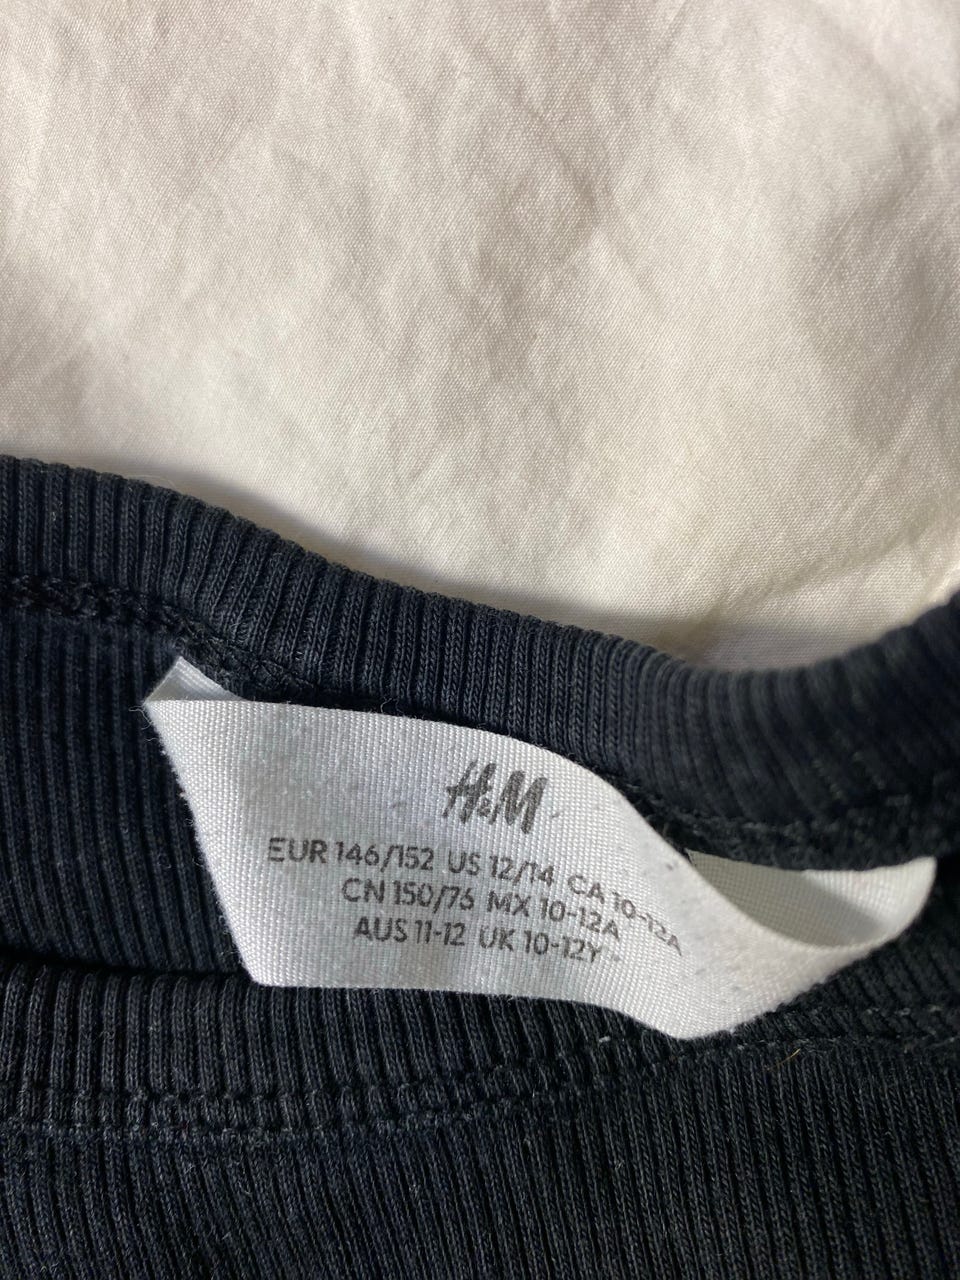 H&M
EUR 146/152 US 12/14 CA 10-12A
CN 150/76 MX 10-12A
AUS 11-12 UK 10-12Y